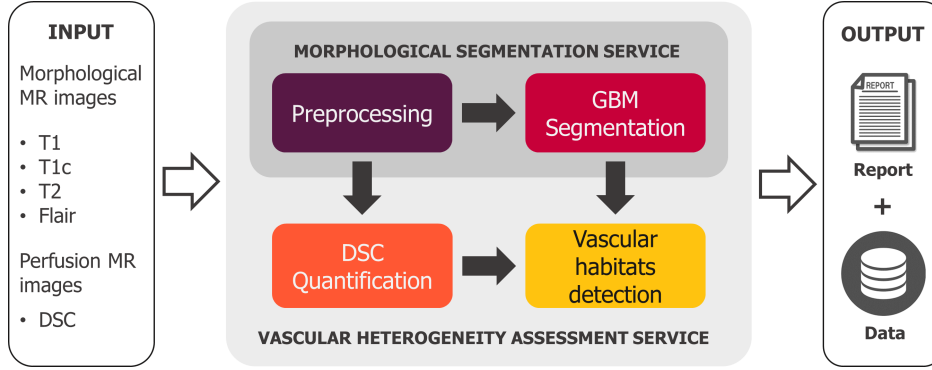 INPUT
Morphological
MR images
• T1
• T1c
• T2
• Flair
Perfusion MR
images
• DSC
MORPHOLOGICAL SEGMENTATION SERVICE
Preprocessing
GBM
Segmentation
DSC
Quantification
Vascular
habitats
detection
VASCULAR HETEROGENEITY ASSESSMENT SERVICE
OUTPUT
REPORT
Report
+
Data